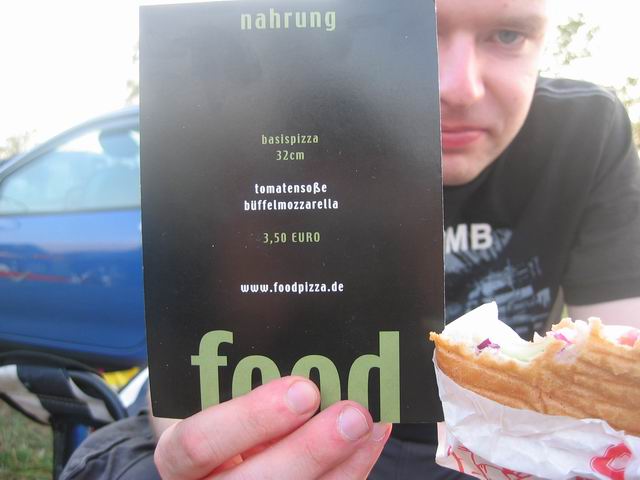 nahrung
basispizza
32cm
tomatensoße
büffelmozzarella
3,50 EURO
www.foodpizza.de
food
MB